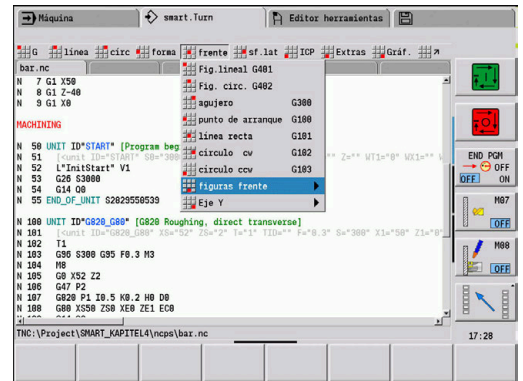 Máquina
smart.Turn
Editor herramientas
G línea circ forma frente sf.lat ICP Extras Gráf.
bar.nc
N 7 G1 X50
N 8 G1 Z-40
N 9 G1 X0
MACHINING
N 50 UNIT ID"START" [Program beg
N 51 [<unit ID="START" S0="300
"" Z="" WT1="0" WX1=""
N 52 L"InitStart" V1
N 53 G26 S3000
N 54 G14 Q0
N 55 END_OF_UNIT S2829550539
N 100 UNIT ID"G820_G80" [G820 Roughing, direct transverse]
N 101 [<unit ID="G820_G80" XS="52" ZS="2" T="1" TID="" F="0.3" S="300" X1="50" Z1="0"
N 102 T1
N 103 G96 S300 G95 F0.3 M3
N 104 M8
N 105 G0 X52 Z2
N 106 G47 P2
N 107 G820 P1 I0.5 K0.2 H0 D0
N 108 G80 XS50 ZS0 XE0 ZE1 EC0
Fig.lineal G401
Fig. circ. G402
agujero G300
punto de arranque G100
línea recta G101
círculo cw G102
círculo ccw G103
figuras frente
Eje Y
TNC:\Project\SMART_KAPITEL4\ncps\bar.nc
END PGM
OFF
OFF ON
M07
OFF
M08
OFF
17:28